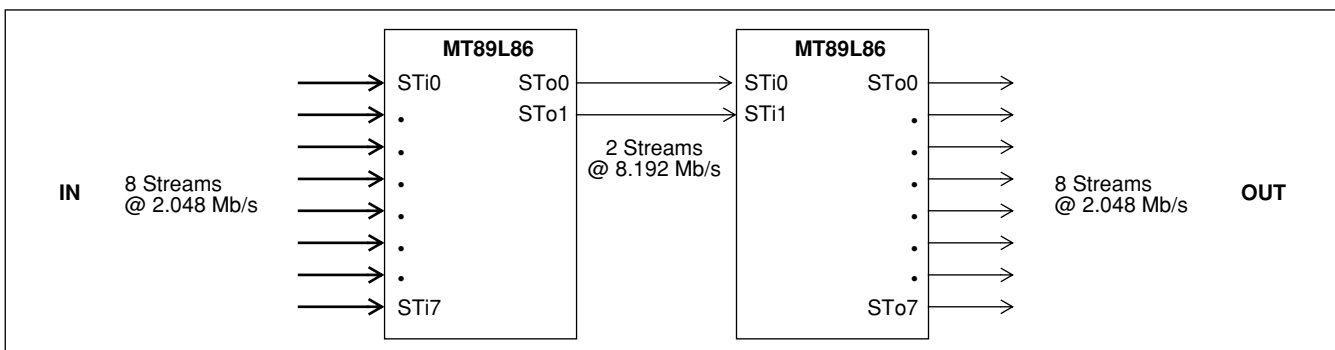 MT89L86
MT89L86
STi0
STo0
STi0
STo0
.
STo1
STi1
.
.
.
2 Streams
@ 8.192 Mb/s
.
.
IN
8 Streams
@ 2.048 Mb/s
8 Streams
@ 2.048 Mb/s
OUT
.
.
.
.
.
.
STi7
STo7